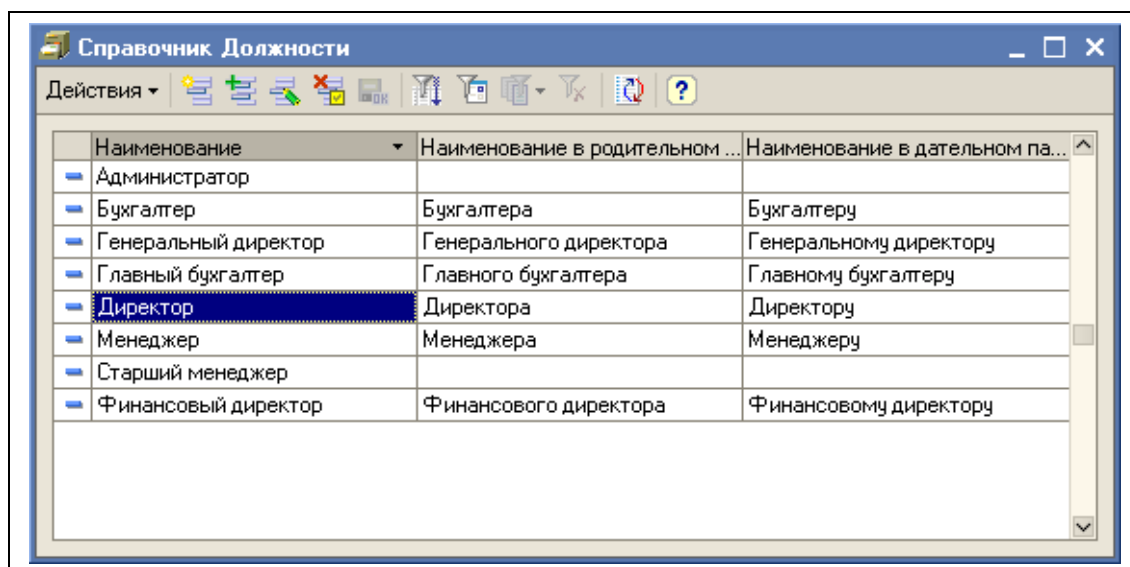 Справочник Должности
Действия
Наименование Наименование в родительном ... Наименование в дательном па...
Администратор
Бухгалтер Бухгалтера Бухгалтеру
Генеральный директор Генерального директора Генеральному директору
Главный бухгалтер Главного бухгалтера Главному бухгалтеру
Директор Директора Директору
Менеджер Менеджера Менеджеру
Старший менеджер
Финансовый директор Финансового директора Финансовому директору